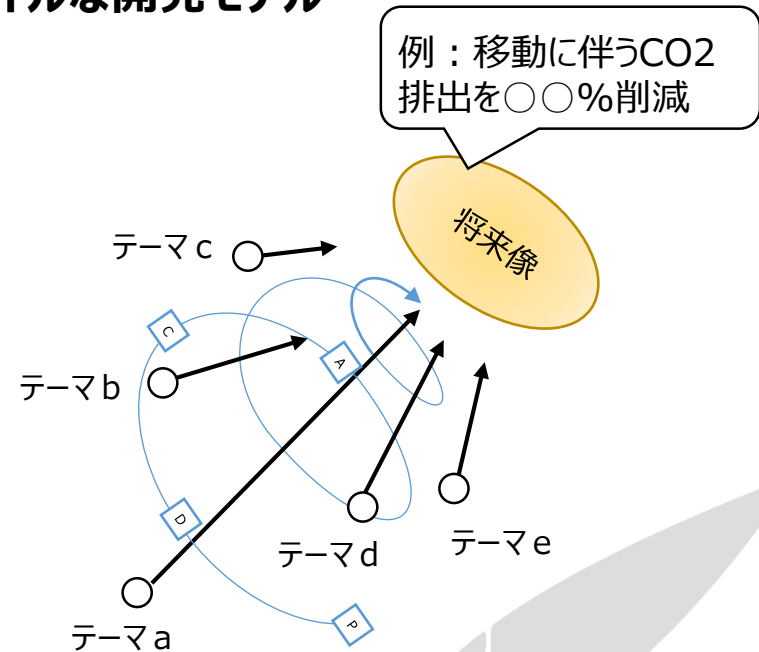 イルな開発モデル
例：移動に伴うCO2
排出を○○%削減
将来像
テーマc
C
A
テーマb
D
テーマd
テーマe
P
テーマa